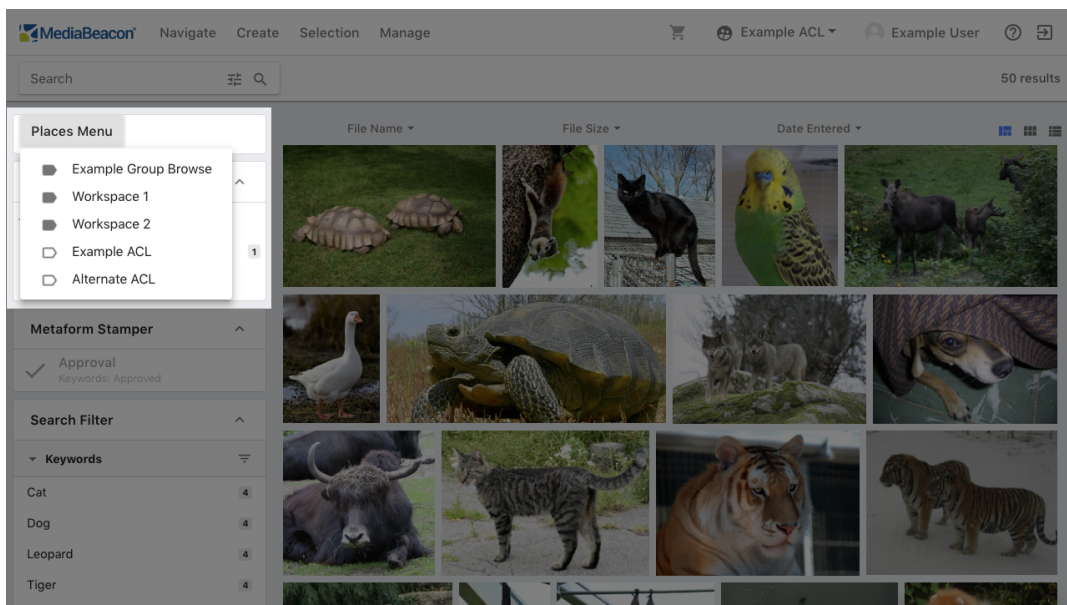 MediaBeacon® Navigate Create Selection Manage Example ACL Example User
Search 50 results
Places Menu
Example Group Browse
Workspace 1
Workspace 2
Example ACL 1
Alternate ACL
File Name File Size Date Entered
Metaform Stamper
Approval
Keywords: Approved
Search Filter
Keywords
Cat 4
Dog 4
Leopard 4
Tiger 4